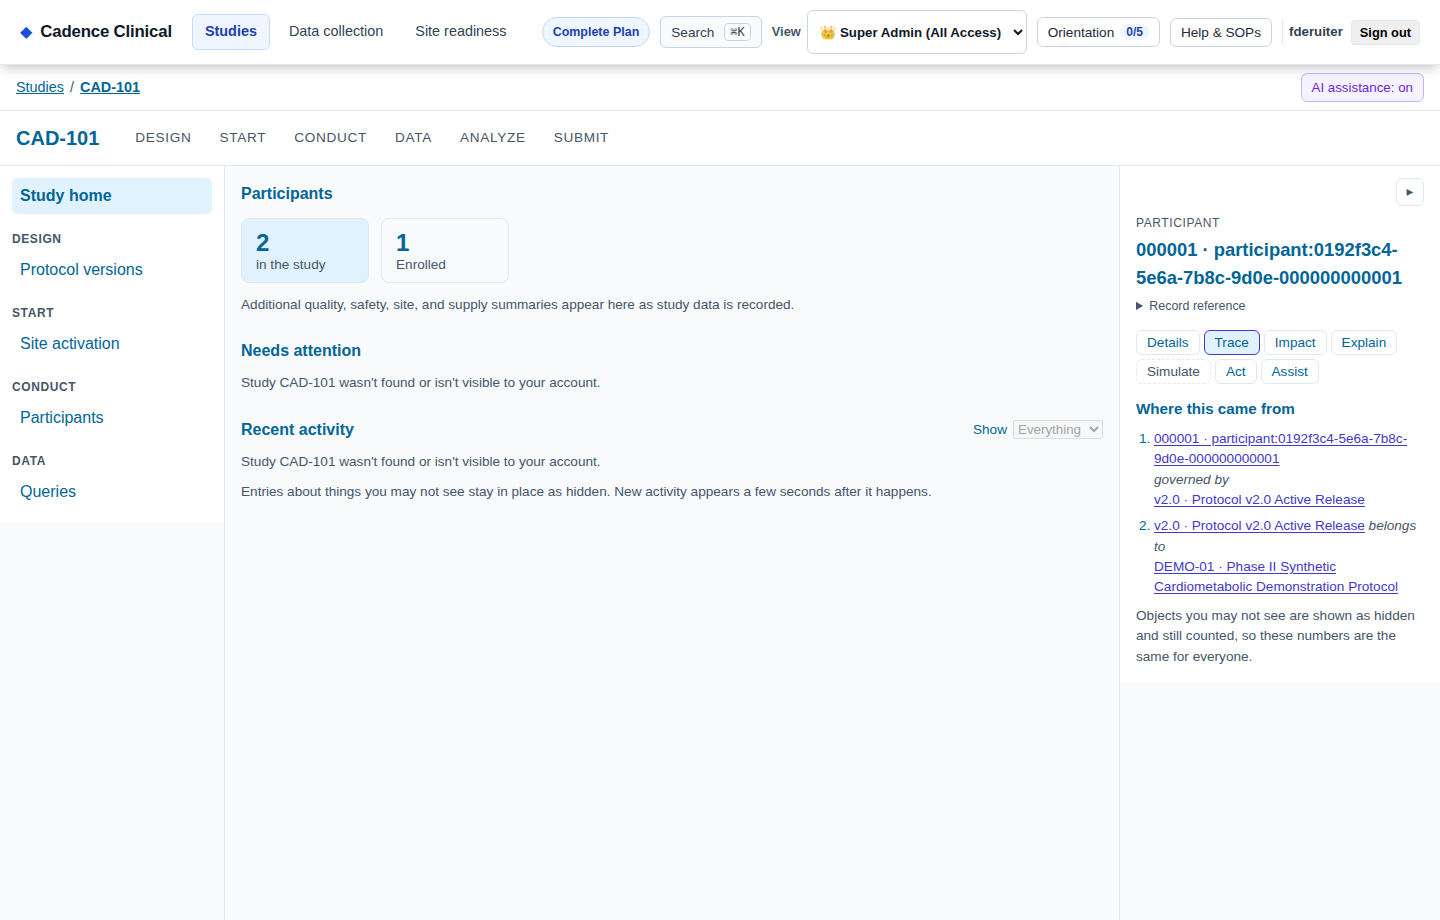 ◆ Cadence Clinical
Studies
Data collection
Site readiness
Complete Plan
Search ⌘K
View
👑 Super Admin (All Access)
Orientation 0/5
Help & SOPs
fderuiter
Sign out
Studies / CAD-101
AI assistance: on
CAD-101
DESIGN
START
CONDUCT
DATA
ANALYZE
SUBMIT
Study home
DESIGN
Protocol versions
START
Site activation
CONDUCT
Participants
DATA
Queries
Participants
2
in the study
1
Enrolled
Additional quality, safety, site, and supply summaries appear here as study data is recorded.
Needs attention
Study CAD-101 wasn't found or isn't visible to your account.
Recent activity
Show Everything
Study CAD-101 wasn't found or isn't visible to your account.
Entries about things you may not see stay in place as hidden. New activity appears a few seconds after it happens.
▶
PARTICIPANT
000001 · participant:0192f3c4-
5e6a-7b8c-9d0e-000000000001
▶ Record reference
Details
Trace
Impact
Explain
Simulate
Act
Assist
Where this came from
1. 000001 · participant:0192f3c4-5e6a-7b8c-
9d0e-000000000001
governed by
v2.0 · Protocol v2.0 Active Release
2. v2.0 · Protocol v2.0 Active Release belongs
to
DEMO-01 · Phase II Synthetic
Cardiometabolic Demonstration Protocol
Objects you may not see are shown as hidden
and still counted, so these numbers are the
same for everyone.